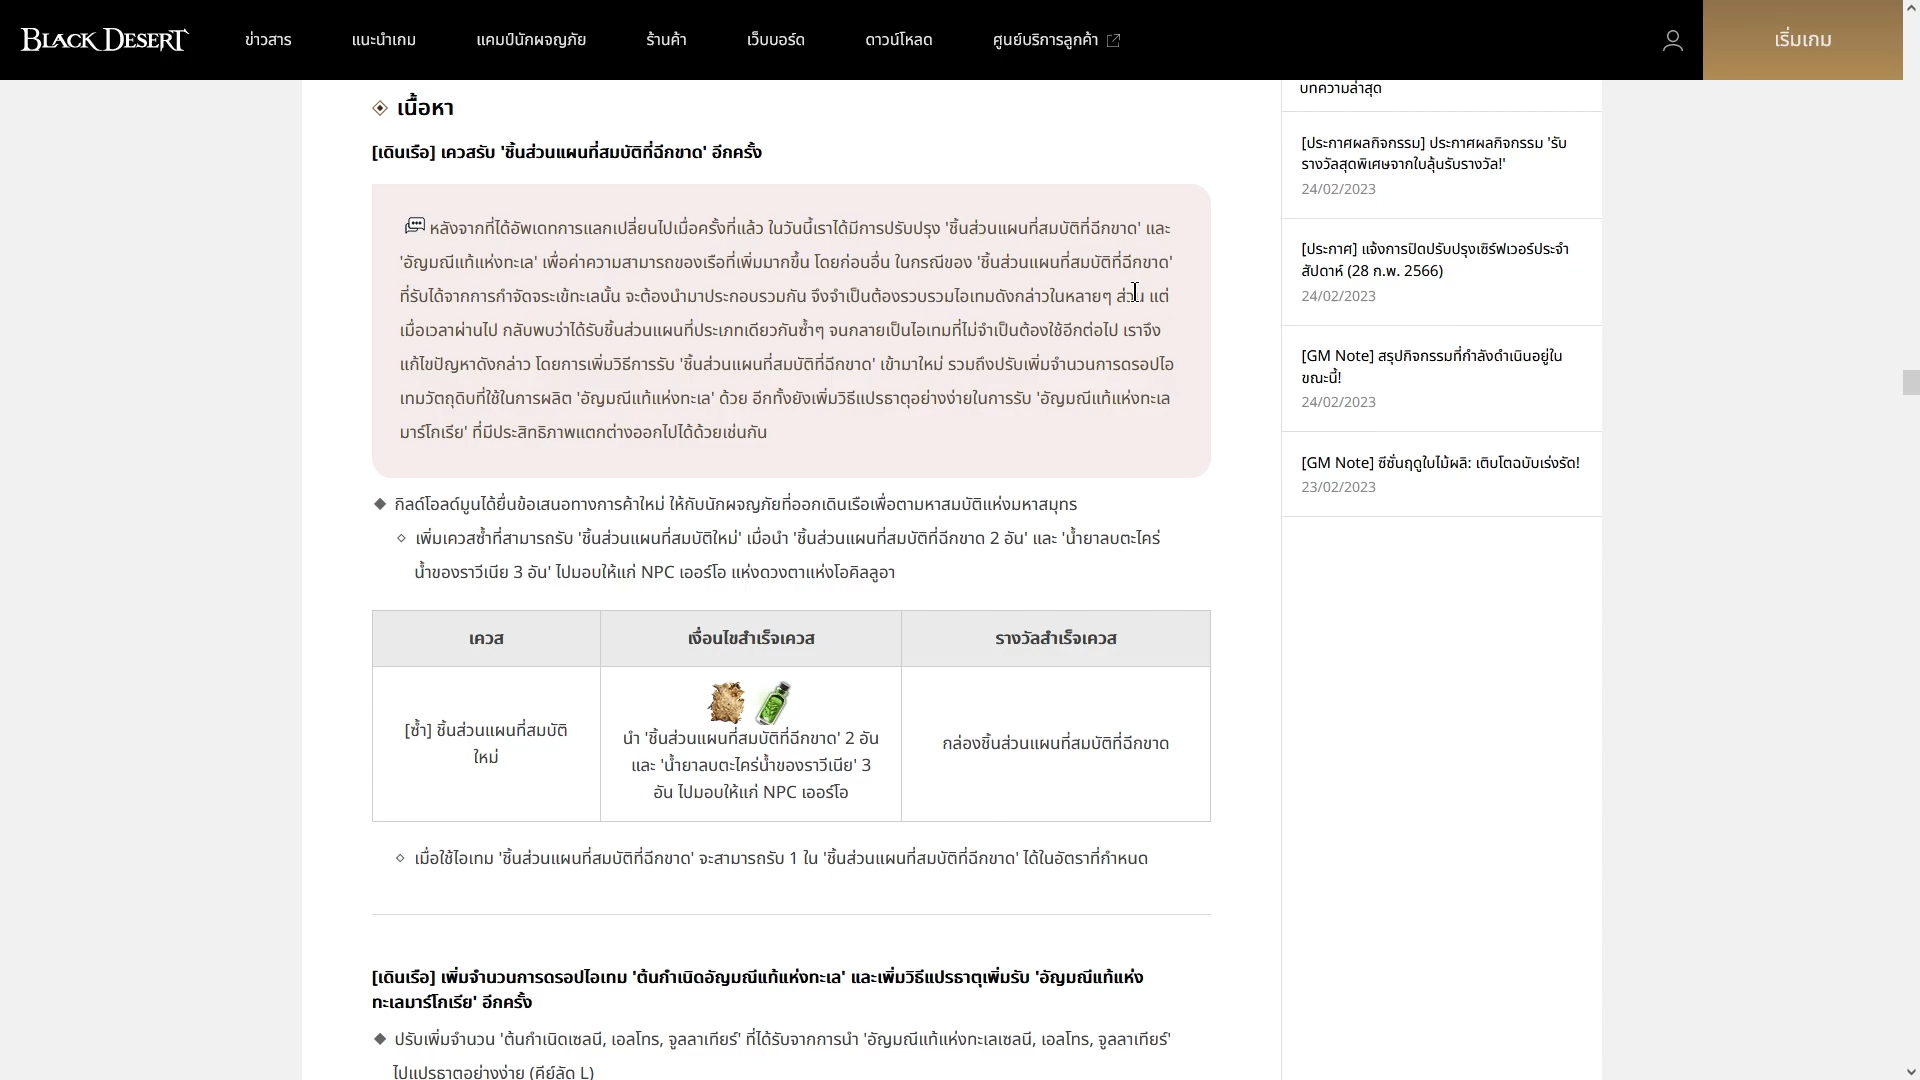 BLACK DESERT
ข่าวสาร
แนะนำเกม
แคมป์นักผจญภัย
ร้านค้า
เว็บบอร์ด
ดาวน์โหลด
ศูนย์บริการลูกค้า
เริ่มเกม
เนื้อหา
[เดินเรือ] เควสรับ 'ชิ้นส่วนแผนที่สมบัติที่ฉีกขาด' อีกครั้ง
หลังจากที่ได้อัพเดทการแลกเปลี่ยนไปเมื่อครั้งที่แล้ว ในวันนี้เราได้มีการปรับปรุง 'ชิ้นส่วนแผนที่สมบัติที่ฉีกขาด' และ
'อัญมณีแท้แห่งทะเล' เพื่อค่าความสามารถของเรือที่เพิ่มมากขึ้น โดยก่อนอื่น ในกรณีของ 'ชิ้นส่วนแผนที่สมบัติที่ฉีกขาด'
ที่รับได้จากการกำจัดจระเข้ทะเลนั้น จะต้องนำมาประกอบรวมกัน จึงจำเป็นต้องรวบรวมไอเทมดังกล่าวในหลายๆ ส่วน แต่
เมื่อเวลาผ่านไป กลับพบว่าได้รับชิ้นส่วนแผนที่ประเภทเดียวกันซ้ำๆ จนกลายเป็นไอเทมที่ไม่จำเป็นต้องใช้อีกต่อไป เราจึง
แก้ไขปัญหาดังกล่าว โดยการเพิ่มวิธีการรับ 'ชิ้นส่วนแผนที่สมบัติที่ฉีกขาด' เข้ามาใหม่ รวมถึงปรับเพิ่มจำนวนการดรอปไอ
เทมวัตถุดิบที่ใช้ในการผลิต 'อัญมณีแท้แห่งทะเล' ด้วย อีกทั้งยังเพิ่มวิธีแปรธาตุอย่างง่ายในการรับ 'อัญมณีแท้แห่งทะเล
มาร์โกเรีย' ที่มีประสิทธิภาพแตกต่างออกไปได้ด้วยเช่นกัน
กิลด์โอลด์มูนได้ยื่นข้อเสนอทางการค้าใหม่ ให้กับนักผจญภัยที่ออกเดินเรือเพื่อตามหาสมบัติแห่งมหาสมุทร
เพิ่มเควสซ้ำที่สามารถรับ 'ชิ้นส่วนแผนที่สมบัติใหม่' เมื่อนำ 'ชิ้นส่วนแผนที่สมบัติที่ฉีกขาด 2 อัน' และ 'น้ำยาลบตะไคร่
น้ำของราวีเนีย 3 อัน' ไปมอบให้แก่ NPC เออร์โอ แห่งดวงตาแห่งโอคิลลูอา
เควส
เงื่อนไขสำเร็จเควส
รางวัลสำเร็จเควส
[ซ้ำ] ชิ้นส่วนแผนที่สมบัติ
ใหม่
นำ 'ชิ้นส่วนแผนที่สมบัติที่ฉีกขาด' 2 อัน
และ 'น้ำยาลบตะไคร่น้ำของราวีเนีย' 3
อัน ไปมอบให้แก่ NPC เออร์โอ
กล่องชิ้นส่วนแผนที่สมบัติที่ฉีกขาด
เมื่อใช้ไอเทม 'ชิ้นส่วนแผนที่สมบัติที่ฉีกขาด' จะสามารถรับ 1 ใน 'ชิ้นส่วนแผนที่สมบัติที่ฉีกขาด' ได้ในอัตราที่กำหนด
[เดินเรือ] เพิ่มจำนวนการดรอปไอเทม 'ต้นกำเนิดอัญมณีแท้แห่งทะเล' และเพิ่มวิธีแปรธาตุเพิ่มรับ 'อัญมณีแท้แห่ง
ทะเลมาร์โกเรีย' อีกครั้ง
ปรับเพิ่มจำนวน 'ต้นกำเนิดเซลนี, เอลโทร, จูลลาเทียร์' ที่ได้รับจากการนำ 'อัญมณีแท้แห่งทะเลเซลนี, เอลโทร, จูลลาเทียร์'
ไปแปรธาตุอย่างง่าย (คีย์ลัด L)
บทความล่าสุด
[ประกาศผลกิจกรรม] ประกาศผลกิจกรรม 'รับ
รางวัลสุดพิเศษจากใบลุ้นรับรางวัล!'
24/02/2023
[ประกาศ] แจ้งการปิดปรับปรุงเซิร์ฟเวอร์ประจำ
สัปดาห์ (28 ก.พ. 2566)
24/02/2023
[GM Note] สรุปกิจกรรมที่กำลังดำเนินอยู่ใน
ขณะนี้!
24/02/2023
[GM Note] ซีซั่นฤดูใบไม้ผลิ: เติบโตฉบับเร่งรัด!
23/02/2023